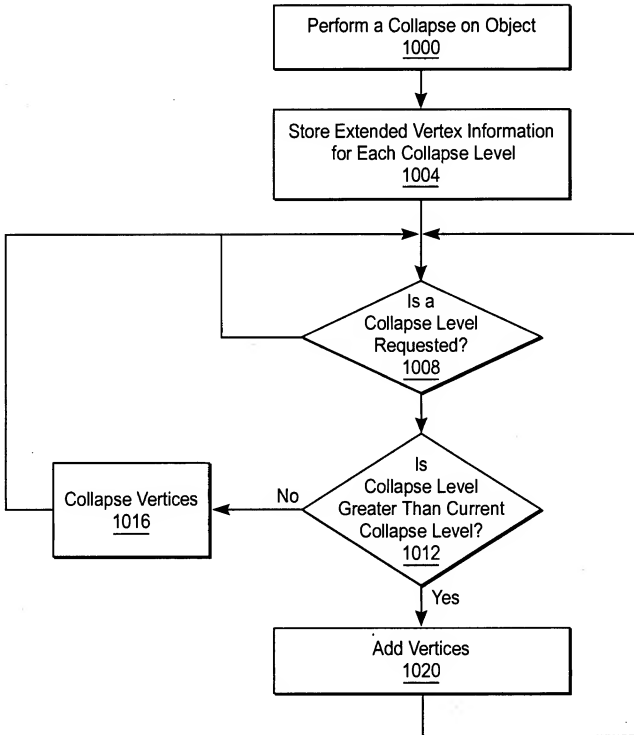 Perform a Collapse on Object
1000
Store Extended Vertex Information
for Each Collapse Level
1004
Is a
Collapse Level
Requested?
1008
Is
Collapse Level
Greater Than Current
Collapse Level?
1012
No
Collapse Vertices
1016
Yes
Add Vertices
1020